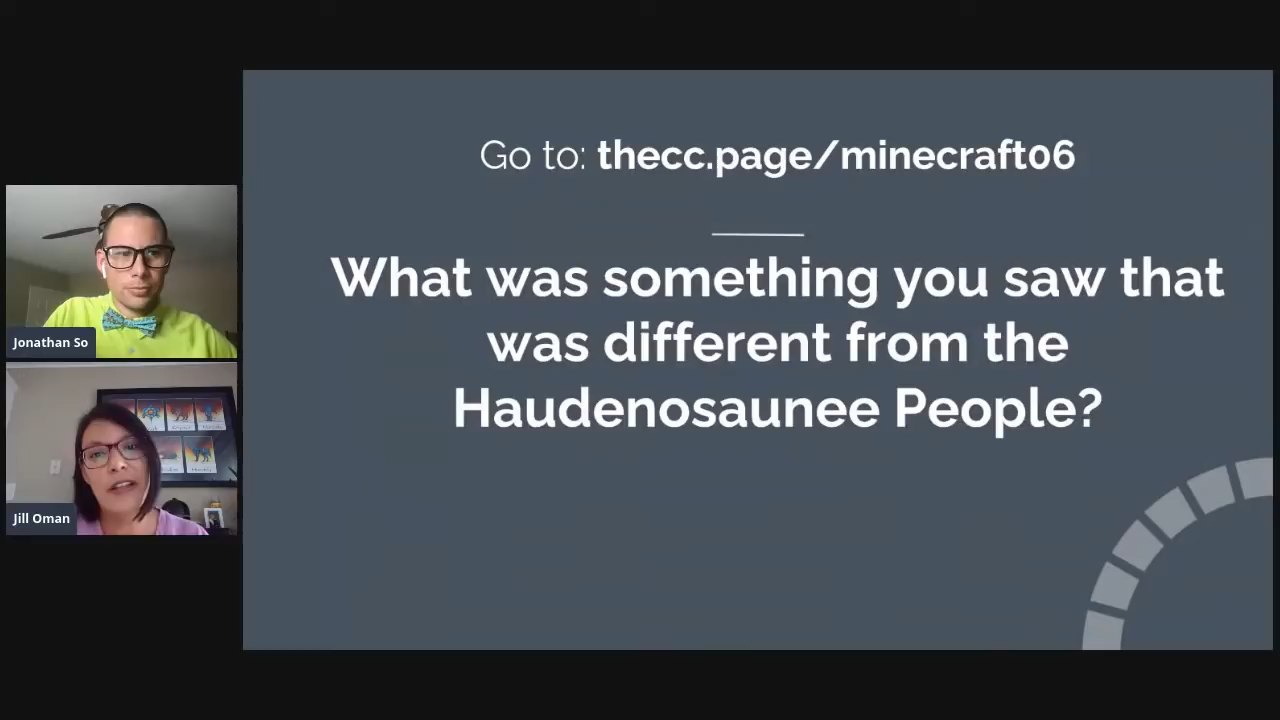 Go to: thecc.page/minecraft06
What was something you saw that
was different from the
Haudenosaunee People?
Jonathan So
Jill Oman